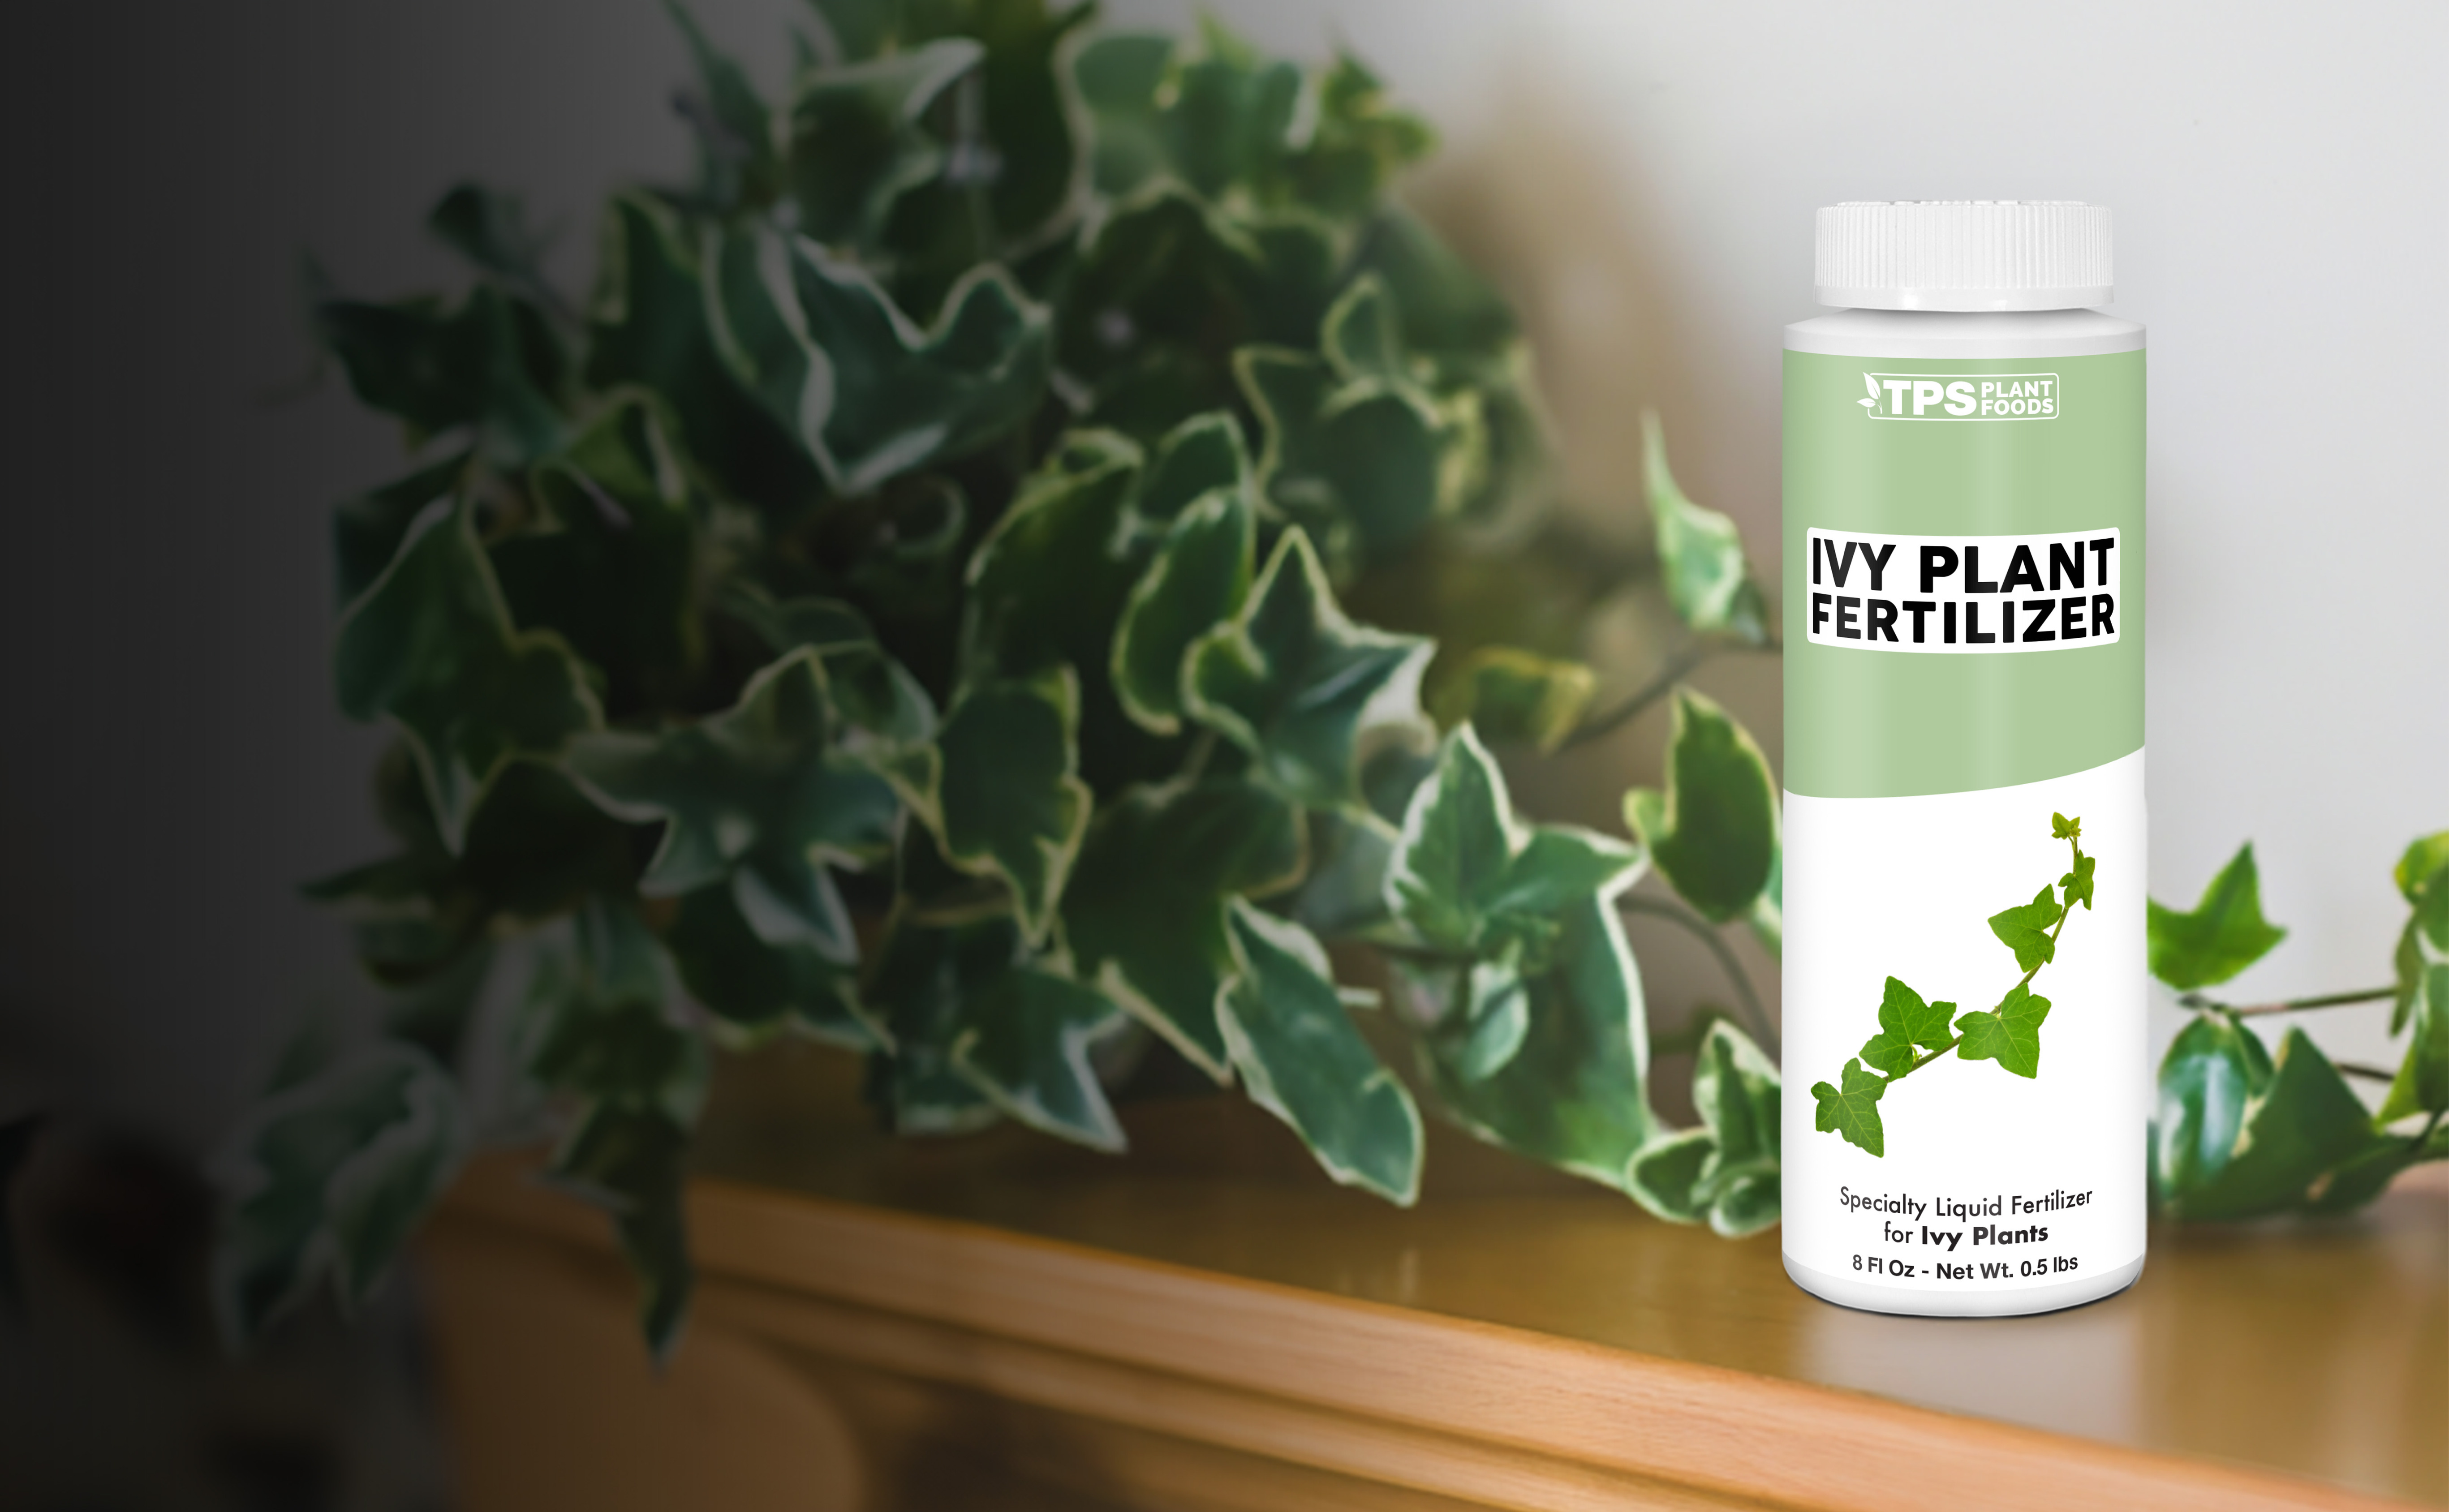 TPS PLANT FOODS
IVY PLANT
FERTILIZER
Specialty Liquid Fertilizer
for Ivy Plants
8 Fl Oz - Net Wt. 0.5 lbs